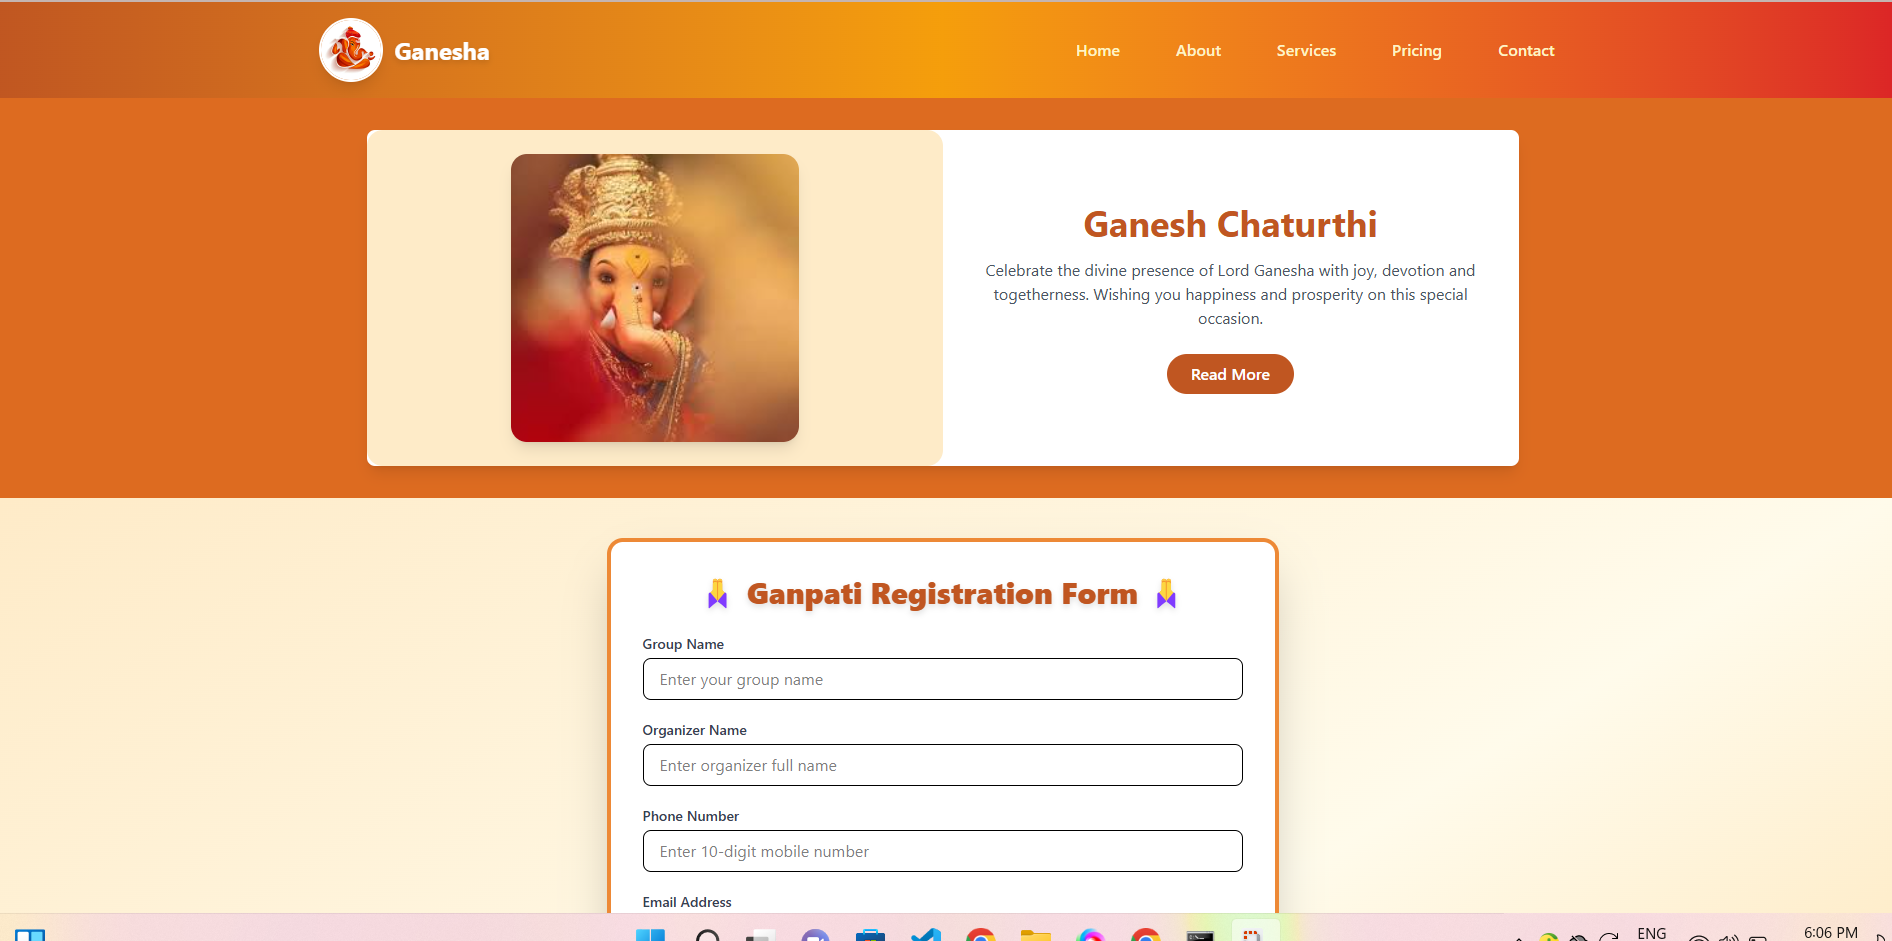 Ganesha
Home
About
Services
Pricing
Contact
Ganesh Chaturthi
Celebrate the divine presence of Lord Ganesha with joy, devotion and
togetherness. Wishing you happiness and prosperity on this special
occasion.
Read More
Ganpati Registration Form
Group Name
Enter your group name
Organizer Name
Enter organizer full name
Phone Number
Enter 10-digit mobile number
Email Address
ENG
6:06 PM